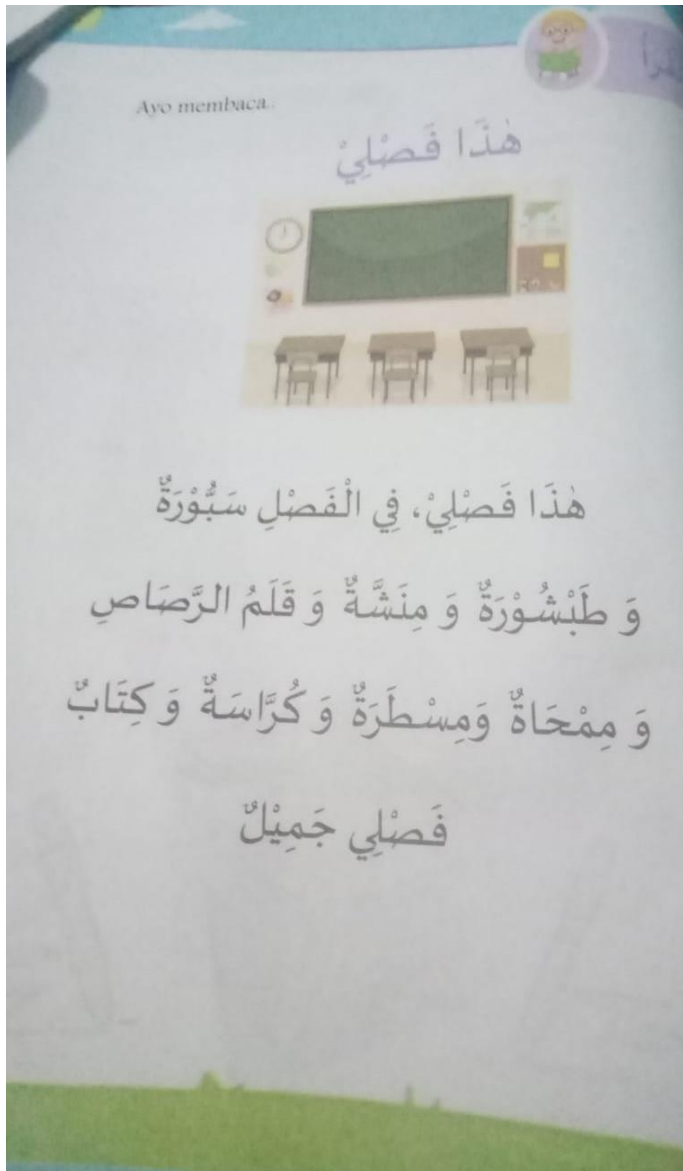 Ayo membaca..
هٰذَا فَصْلِيْ
هٰذَا فَصْلِيْ، فِي الْفَصْلِ سَبُّوْرَةٌ
وَ طَبْشُوْرَةٌ وَ مِنَشَّةٌ وَ قَلَمُ الرَّصَاصِ
وَ مِمْحَاةٌ وَمِسْطَرَةٌ وَ كُرَّاسَةٌ وَ كِتَابٌ
فَصْلِي جَمِيْلٌ